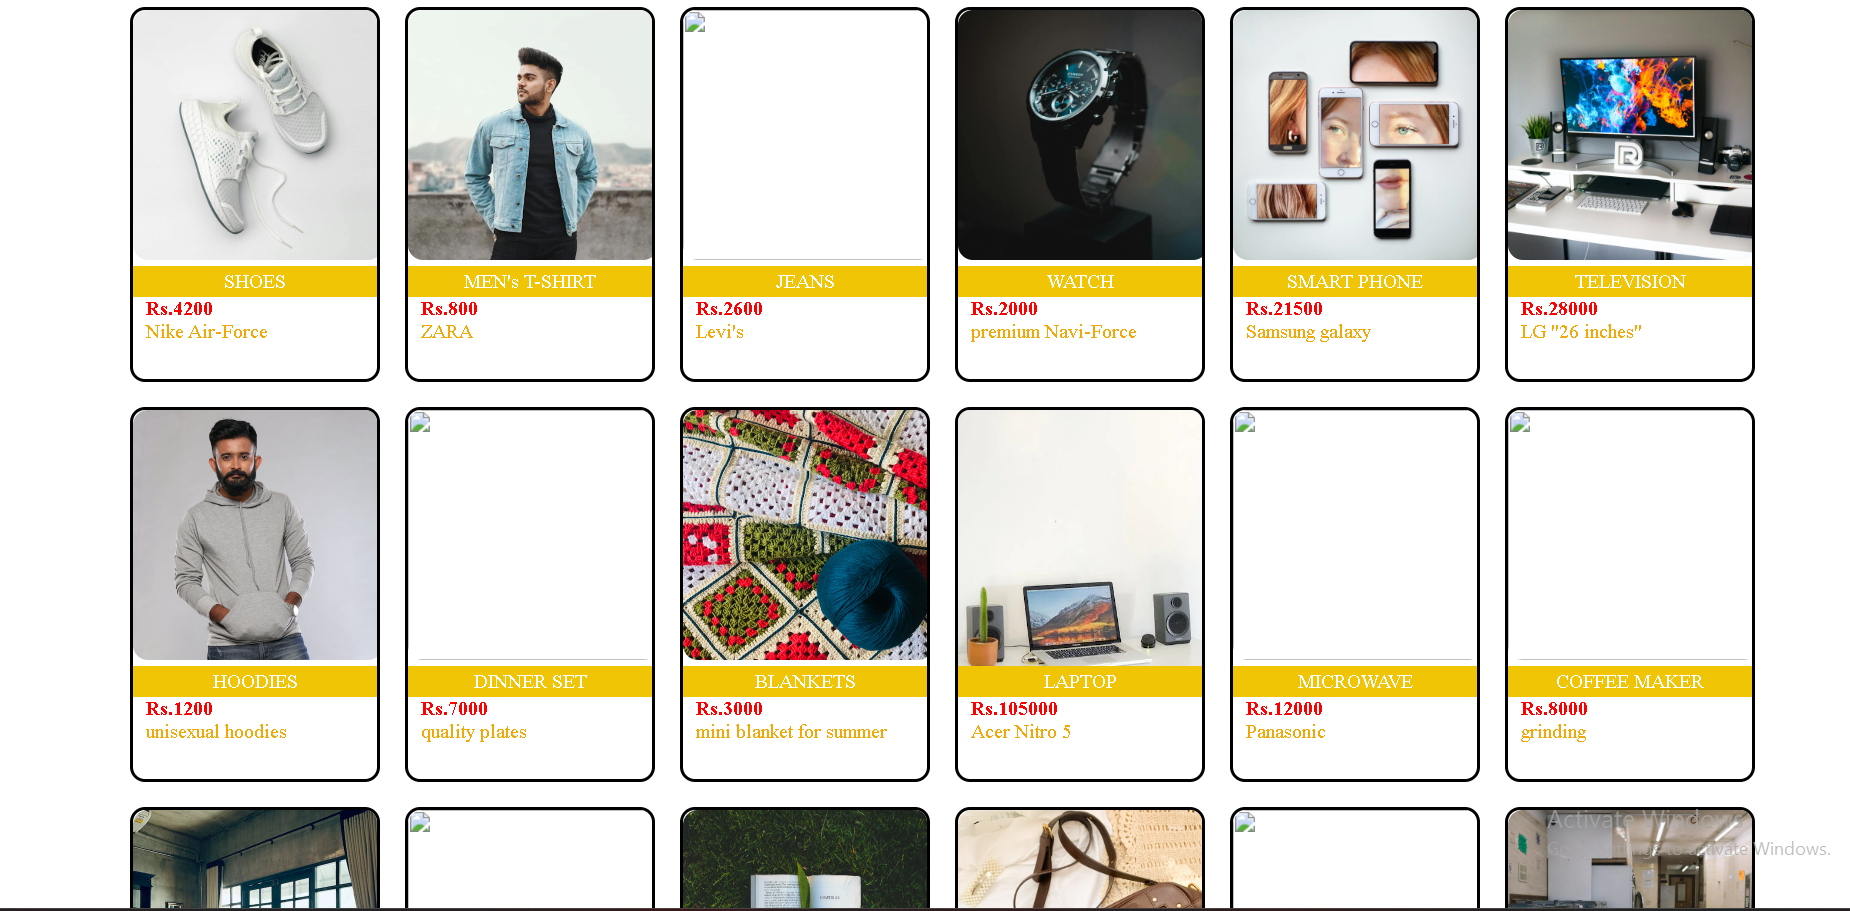 SHOES
Rs.4200
Nike Air-Force
MEN's T-SHIRT
Rs.800
ZARA
JEANS
Rs.2600
Levi's
WATCH
Rs.2000
premium Navi-Force
SMART PHONE
Rs.21500
Samsung galaxy
TELEVISION
Rs.28000
LG "26 inches"
HOODIES
Rs.1200
unisexual hoodies
DINNER SET
Rs.7000
quality plates
BLANKETS
Rs.3000
mini blanket for summer
LAPTOP
Rs.105000
Acer Nitro 5
MICROWAVE
Rs.12000
Panasonic
COFFEE MAKER
Rs.8000
grinding
Activate Windows
Go to Settings to activate Windows.